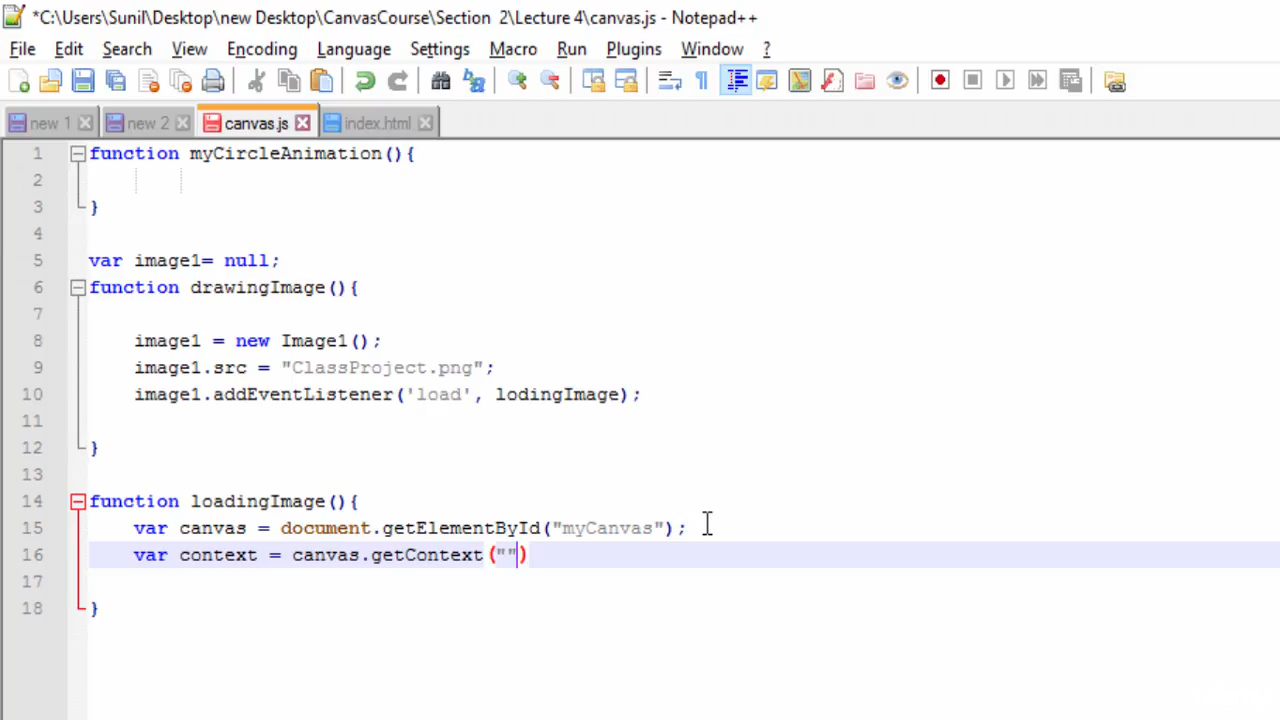 *C:\Users\Sunil\Desktop\new Desktop\CanvasCourse\Section  2\Lecture 4\canvas.js - Notepad++
File Edit Search View Encoding Language Settings Macro Run Plugins Window ?
new 1 new 2 canvas.js index.html
1 function myCircleAnimation(){
2
3 }
4
5 var image1= null;
6 function drawingImage(){
7
8 image1 = new Image1();
9 image1.src = "ClassProject.png";
10 image1.addEventListener('load', lodingImage);
11
12 }
13
14 function loadingImage(){
15 var canvas = document.getElementById("myCanvas");
16 var context = canvas.getContext("")
17
18 }